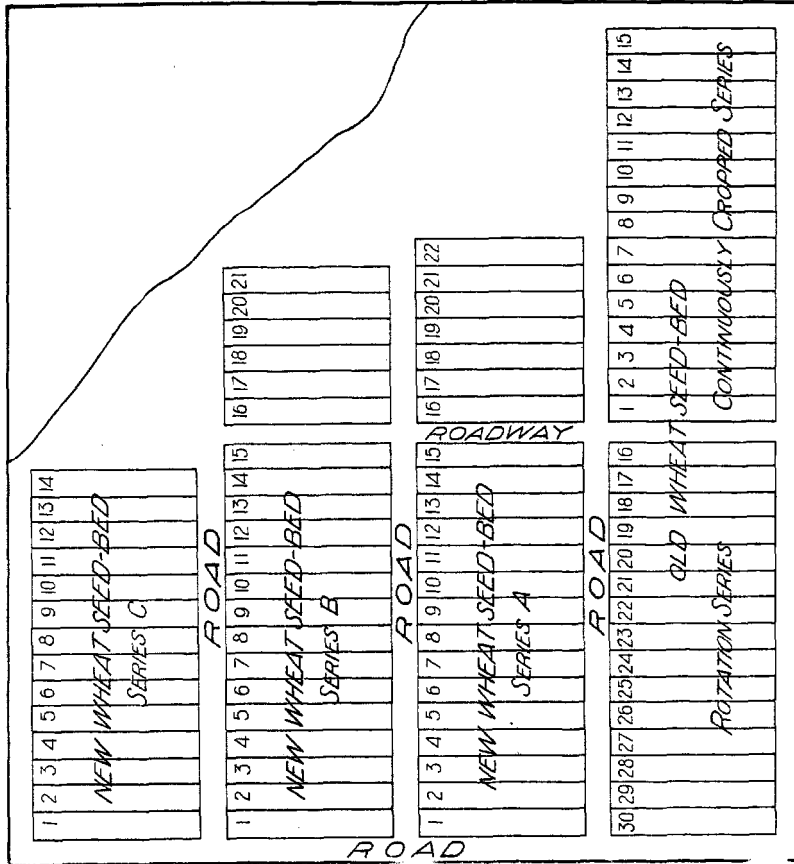 1 2 3 4 5 6 7 8 9 10 11 12 13 14
NEW WHEAT SEED-BED
SERIES C
ROAD
1 2 3 4 5 6 7 8 9 10 11 12 13 14 15
16 17 18 19 20 21
NEW WHEAT SEED-BED
SERIES B
ROAD
1 2 3 4 5 6 7 8 9 10 11 12 13 14 15
16 17 18 19 20 21 22
NEW WHEAT SEED-BED
SERIES A
ROADWAY
ROAD
30 29 28 27 26 25 24 23 22 21 20 19 18 17 16
1 2 3 4 5 6 7 8 9 10 11 12 13 14 15
OLD WHEAT SEED-BED
ROTATION SERIES
CONTINUOUSLY CROPPED SERIES
ROAD